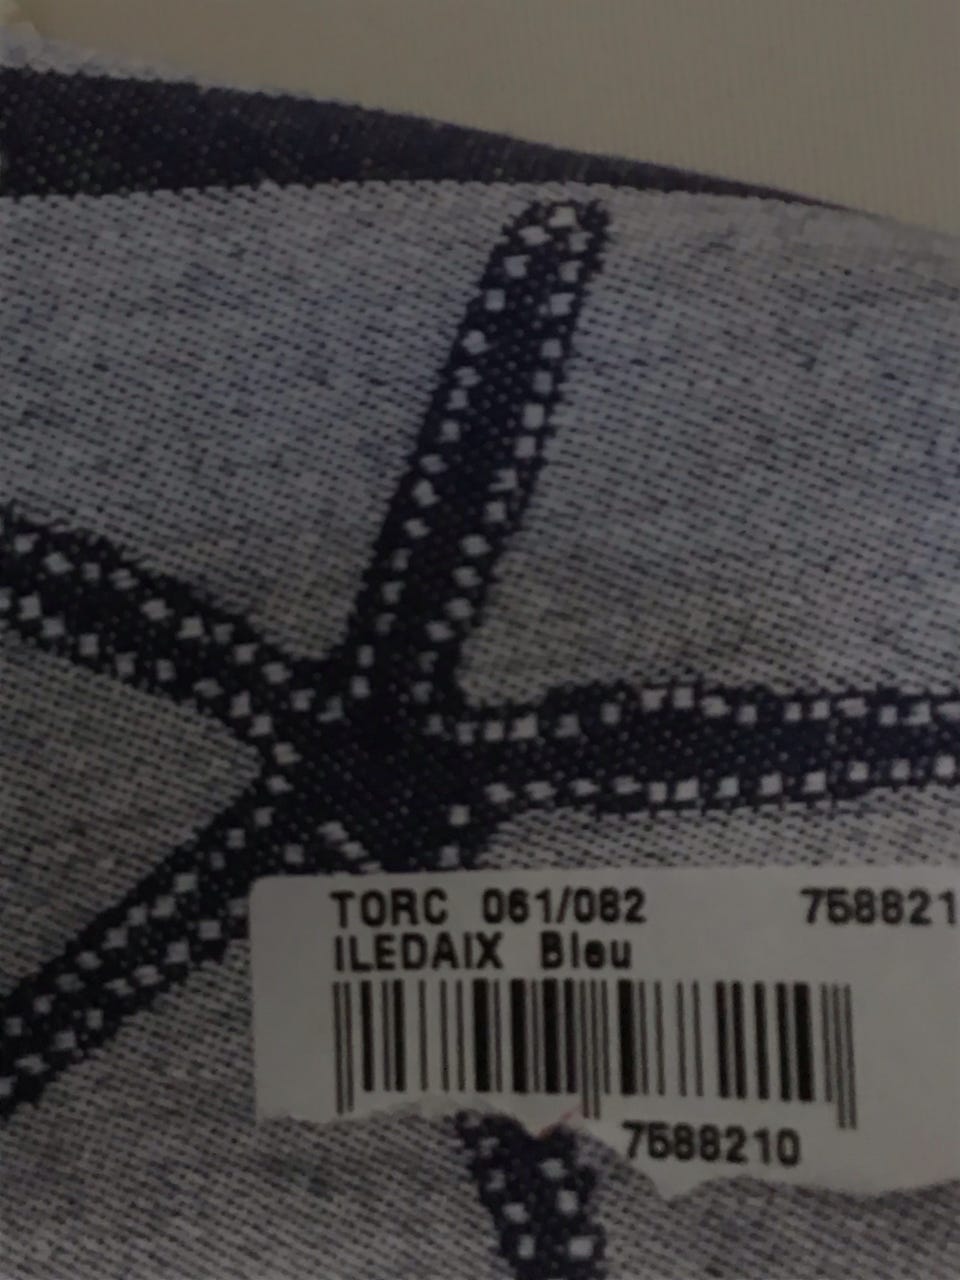 TORC 061/082 758821
ILEDAIX Bleu
7588210